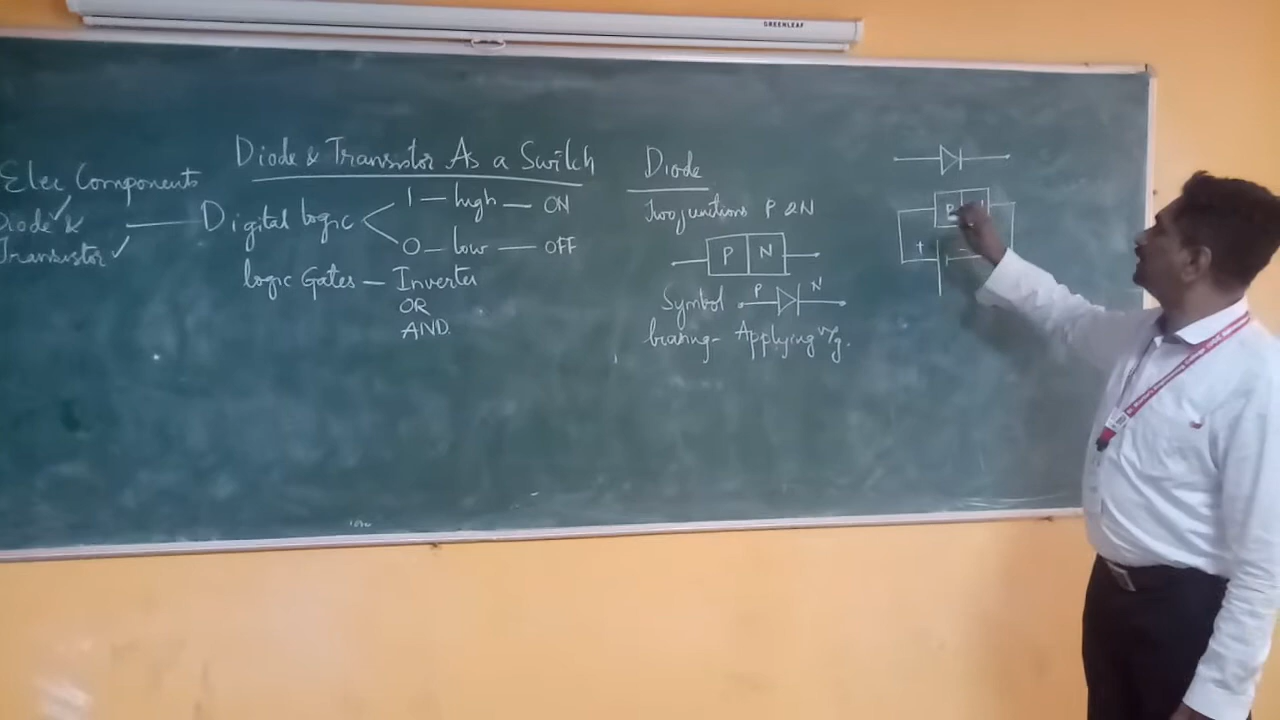 GREENLEAF
Diode & Transistor As a Switch
Elec Components
Diode &
Transistor
Digital logic
1 — high — ON
0 — low — OFF
logic Gates — Inverter
OR
AND
Diode
Two junctions P & N
P N
Symbol P N
biasing - Applying v/g.
P
+ -